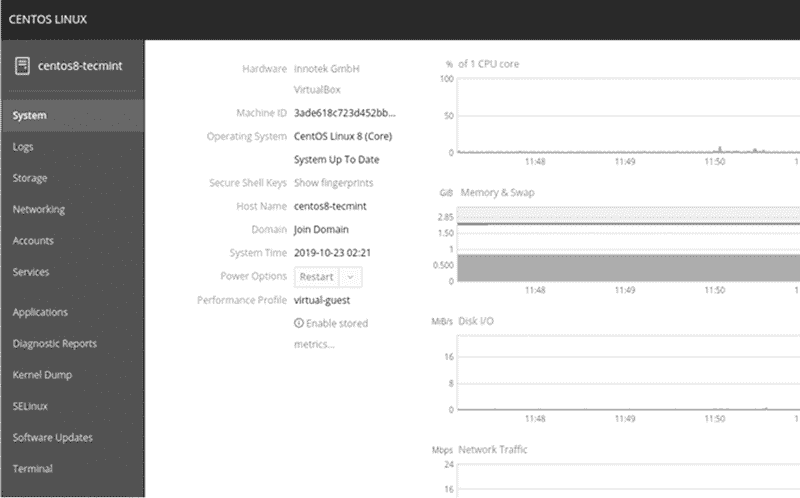 CENTOS LINUX
centos8-tecmint
System
Logs
Storage
Networking
Accounts
Services
Applications
Diagnostic Reports
Kernel Dump
SELinux
Software Updates
Terminal
Hardware innotek GmbH
VirtualBox
Machine ID 3ade618c723d452bb...
Operating System CentOS Linux 8 (Core)
System Up To Date
Secure Shell Keys Show fingerprints
Host Name centos8-tecmint
Domain Join Domain
System Time 2019-10-23 02:21
Power Options Restart
Performance Profile virtual-guest
Enable stored
metrics...
% of 1 CPU core
100
50
0
11:48 11:49 11:50 1
GiB Memory & Swap
2.85
1.50
1
0.500
0
11:48 11:49 11:50 1
MiB/s Disk I/O
16
8
0
11:48 11:49 11:50 1
Mbps Network Traffic
24
16